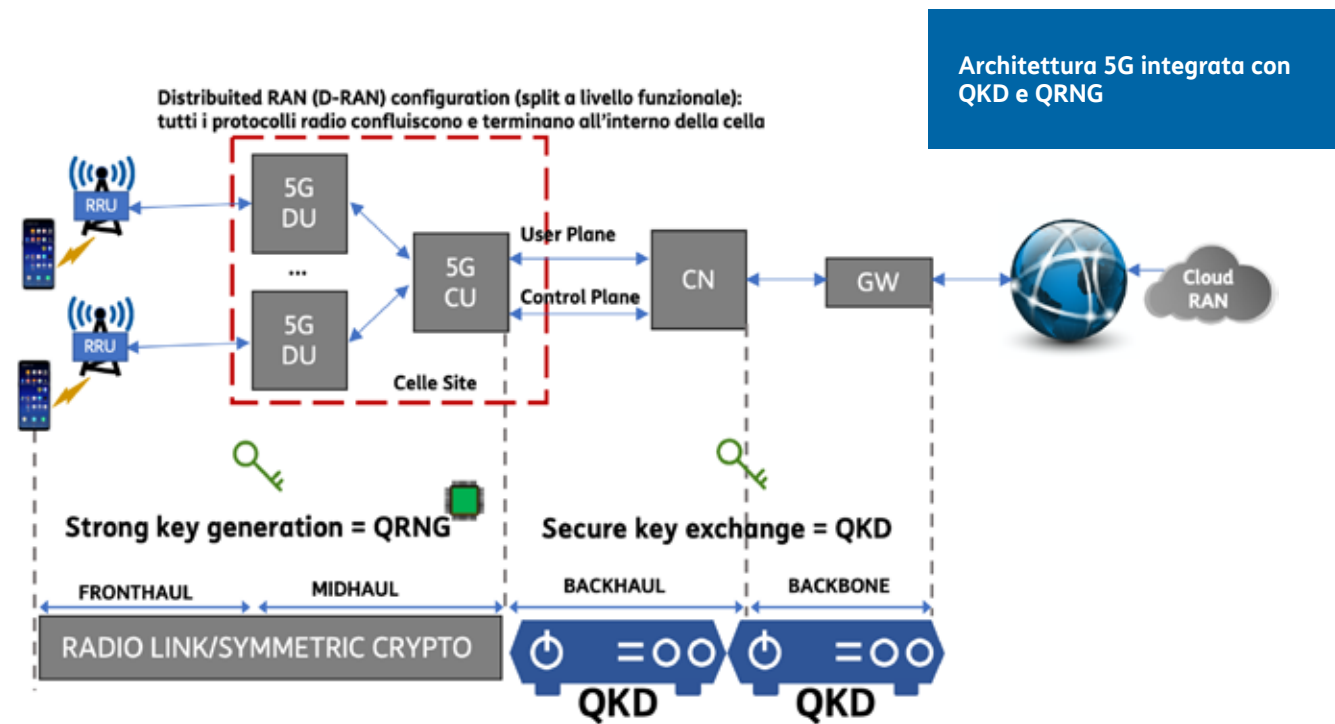 Architettura 5G integrata con
QKD e QRNG
Distribuited RAN (D-RAN) configuration (split a livello funzionale):
tutti i protocolli radio confluiscono e terminano all'interno della cella
RRU
5G
DU
...
RRU
5G
DU
5G
CU
Celle Site
User Plane
Control Plane
CN
GW
Cloud
RAN
Strong key generation = QRNG
Secure key exchange = QKD
FRONTHAUL
MIDHAUL
BACKHAUL
BACKBONE
RADIO LINK/SYMMETRIC CRYPTO
QKD
QKD